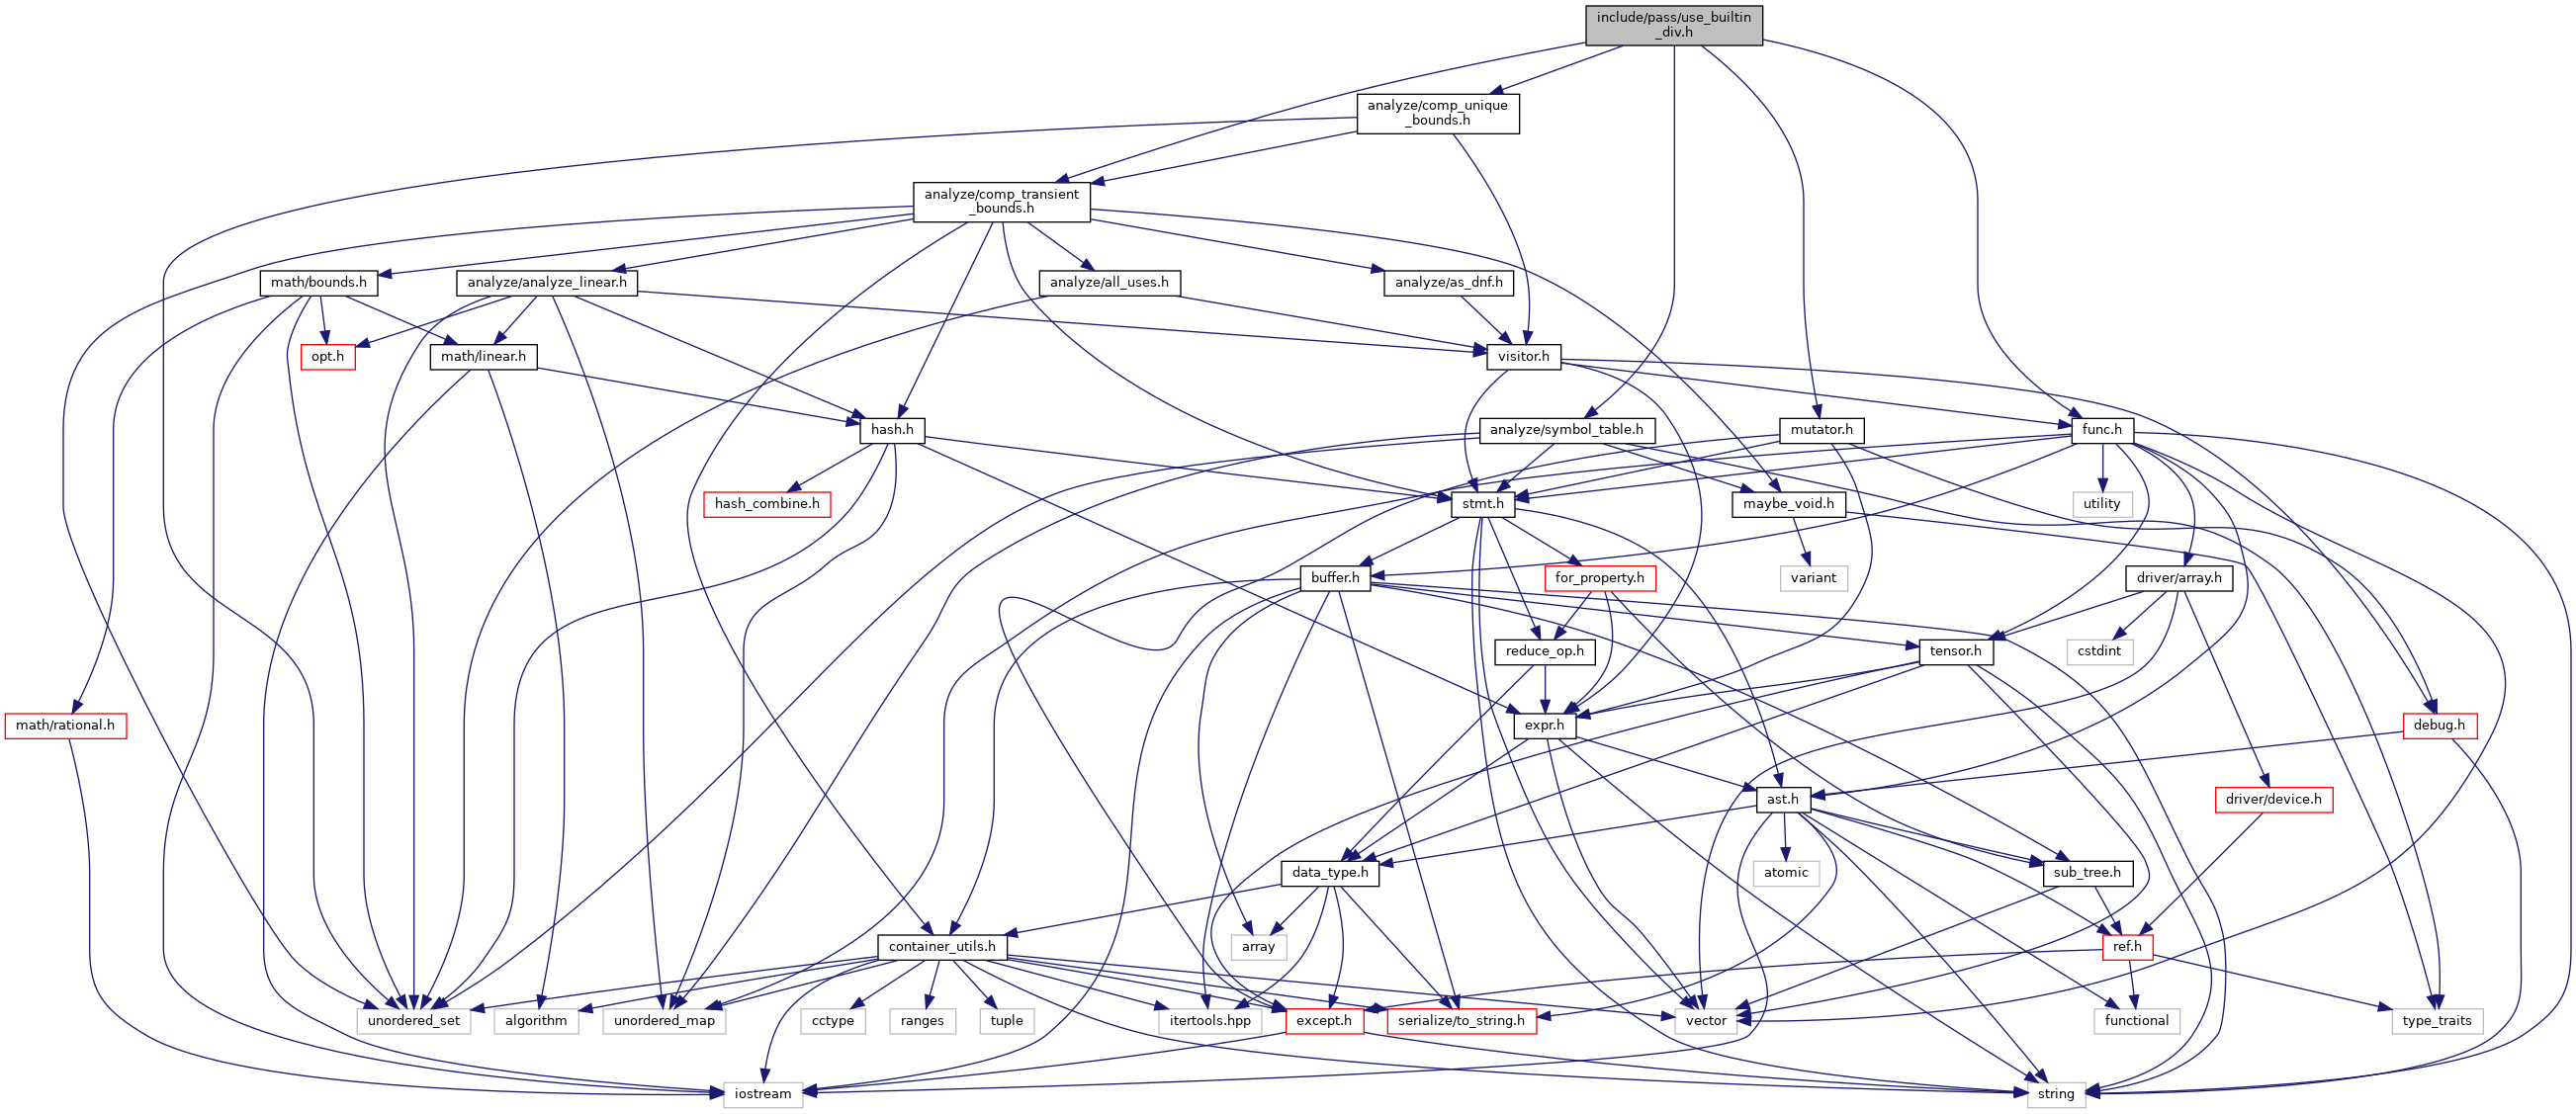 include/pass/use_builtin
_div.h
analyze/comp_unique
_bounds.h
analyze/comp_transient
_bounds.h
math/bounds.h
analyze/analyze_linear.h
analyze/all_uses.h
analyze/as_dnf.h
opt.h
math/linear.h
visitor.h
hash.h
analyze/symbol_table.h
mutator.h
func.h
hash_combine.h
stmt.h
maybe_void.h
utility
buffer.h
for_property.h
variant
driver/array.h
reduce_op.h
tensor.h
cstdint
math/rational.h
expr.h
debug.h
ast.h
driver/device.h
data_type.h
atomic
sub_tree.h
container_utils.h
array
ref.h
unordered_set
algorithm
unordered_map
cctype
ranges
tuple
itertools.hpp
except.h
serialize/to_string.h
vector
functional
type_traits
iostream
string